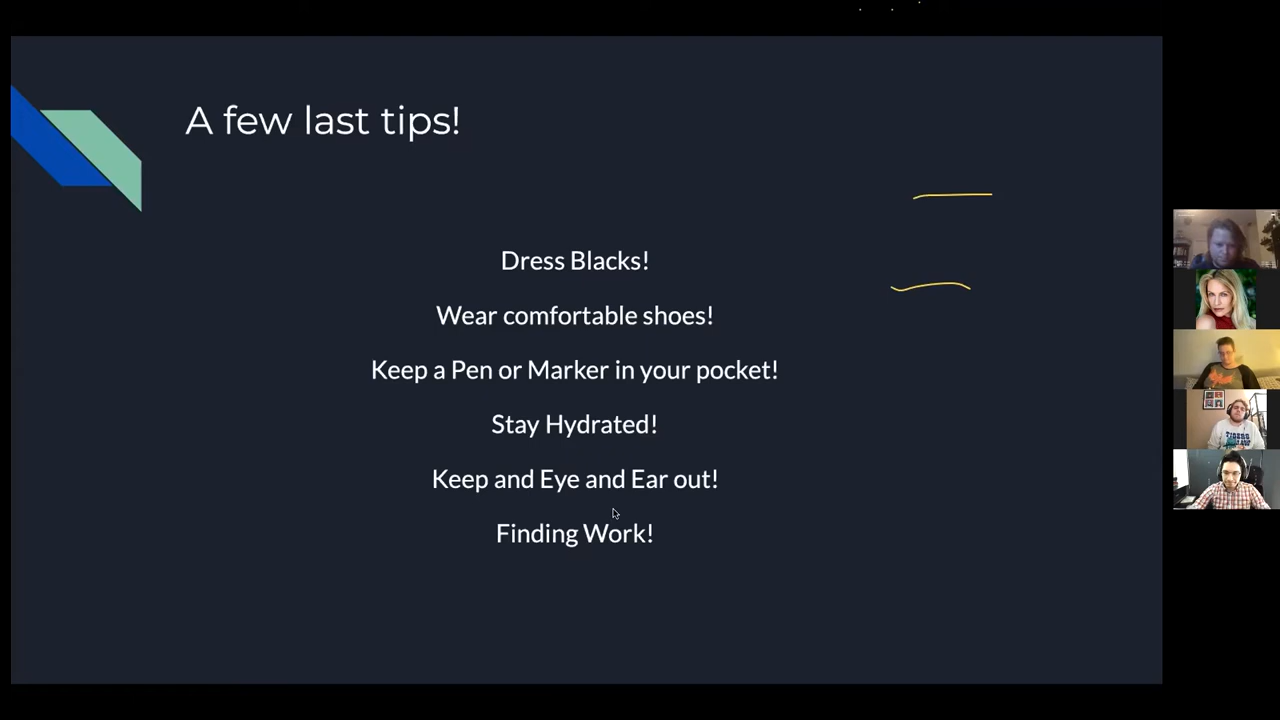 A few last tips!
Dress Blacks!
Wear comfortable shoes!
Keep a Pen or Marker in your pocket!
Stay Hydrated!
Keep and Eye and Ear out!
Finding Work!